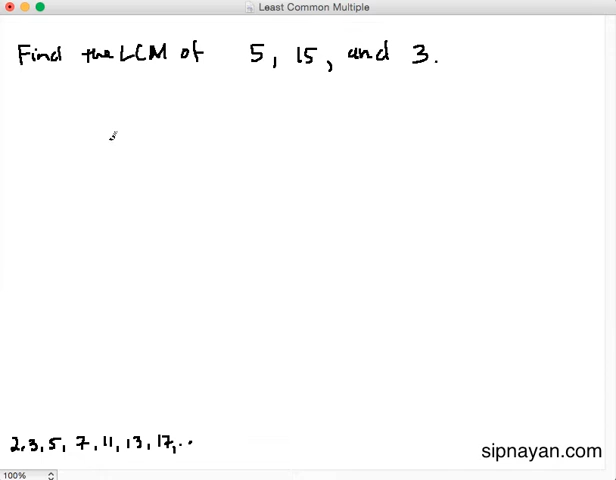 Least Common Multiple
Find the LCM of 5, 15, and 3.
2, 3, 5, 7, 11, 13, 17, ..
sipnayan.com
100%